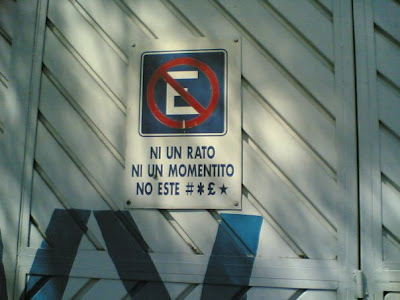 E
NI UN RATO
NI UN MOMENTITO
NO ESTE #*£★